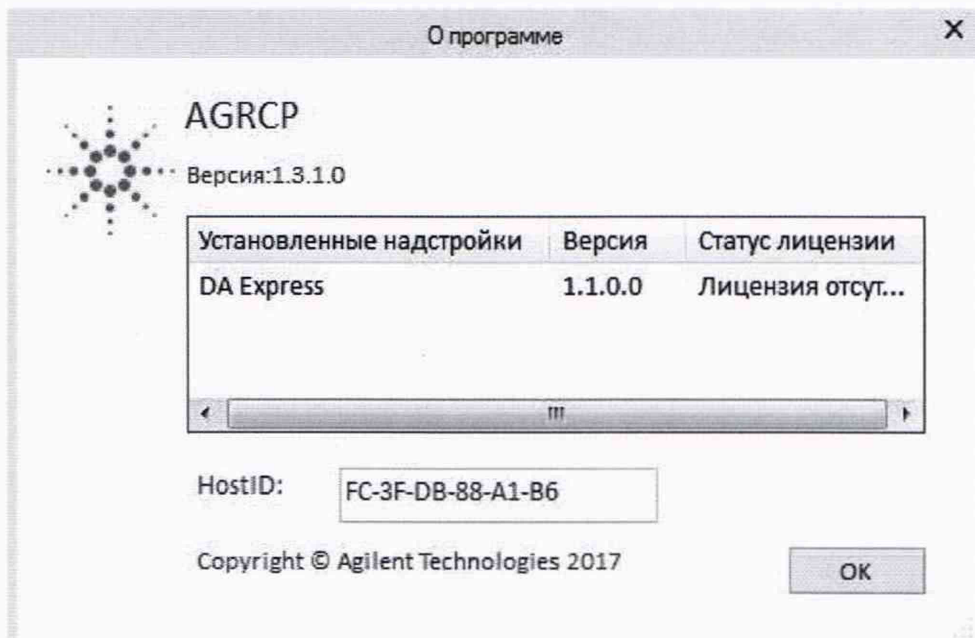 О программе
AGRCP
Версия:1.3.1.0
Установленные надстройки Версия Статус лицензии
DA Express 1.1.0.0 Лицензия отсут...
HostID: FC-3F-DB-88-A1-B6
Copyright © Agilent Technologies 2017
OK